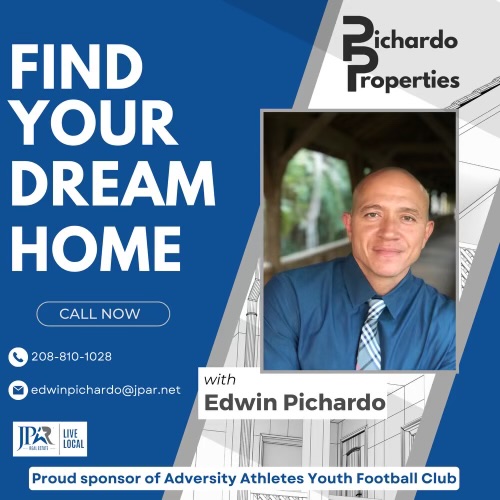 Pichardo
Properties
FIND
YOUR
DREAM
HOME
CALL NOW
208-810-1028
edwinpichardo@jpar.net
with
Edwin Pichardo
JPAR
REAL ESTATE
LIVE
LOCAL
Proud sponsor of Adversity Athletes Youth Football Club